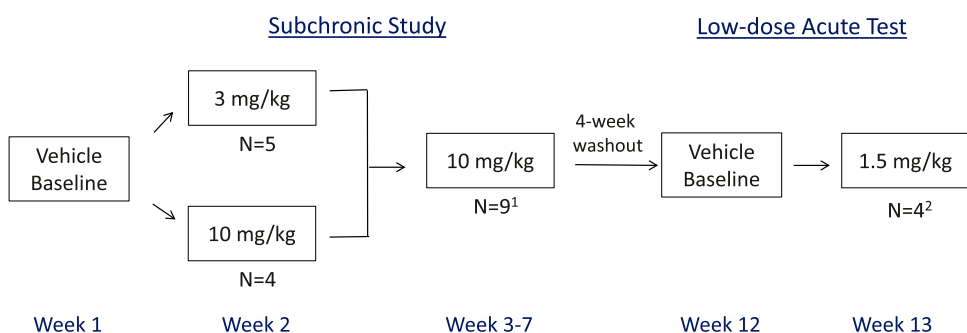 Subchronic Study
Low-dose Acute Test
3 mg/kg
N=5
Vehicle
Baseline
10 mg/kg
N=4
10 mg/kg
N=9¹
4-week
washout
Vehicle
Baseline
1.5 mg/kg
N=4²
Week 1
Week 2
Week 3-7
Week 12
Week 13